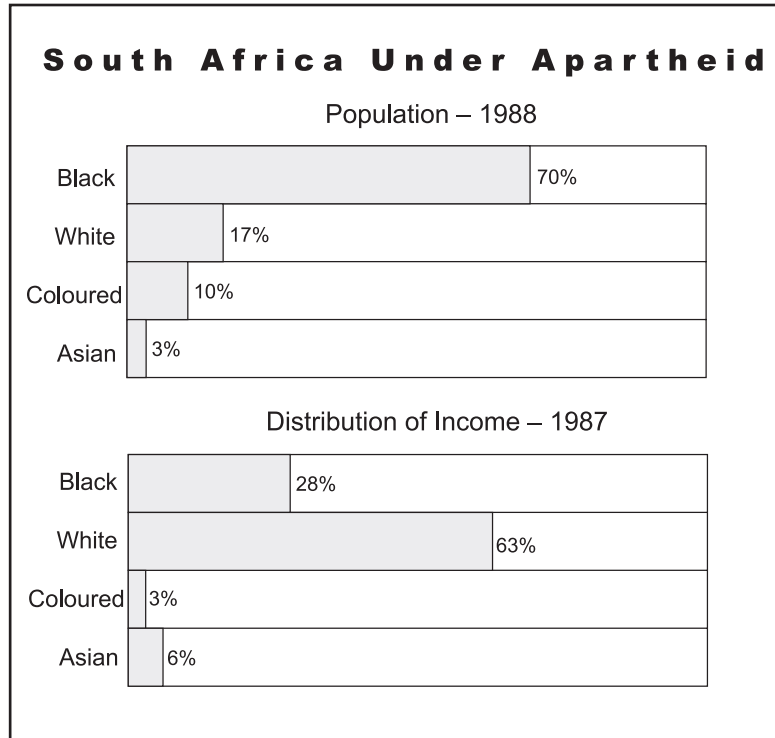 South Africa Under Apartheid
Population – 1988
Black 70%
White 17%
Coloured 10%
Asian 3%
Distribution of Income – 1987
Black 28%
White 63%
Coloured 3%
Asian 6%